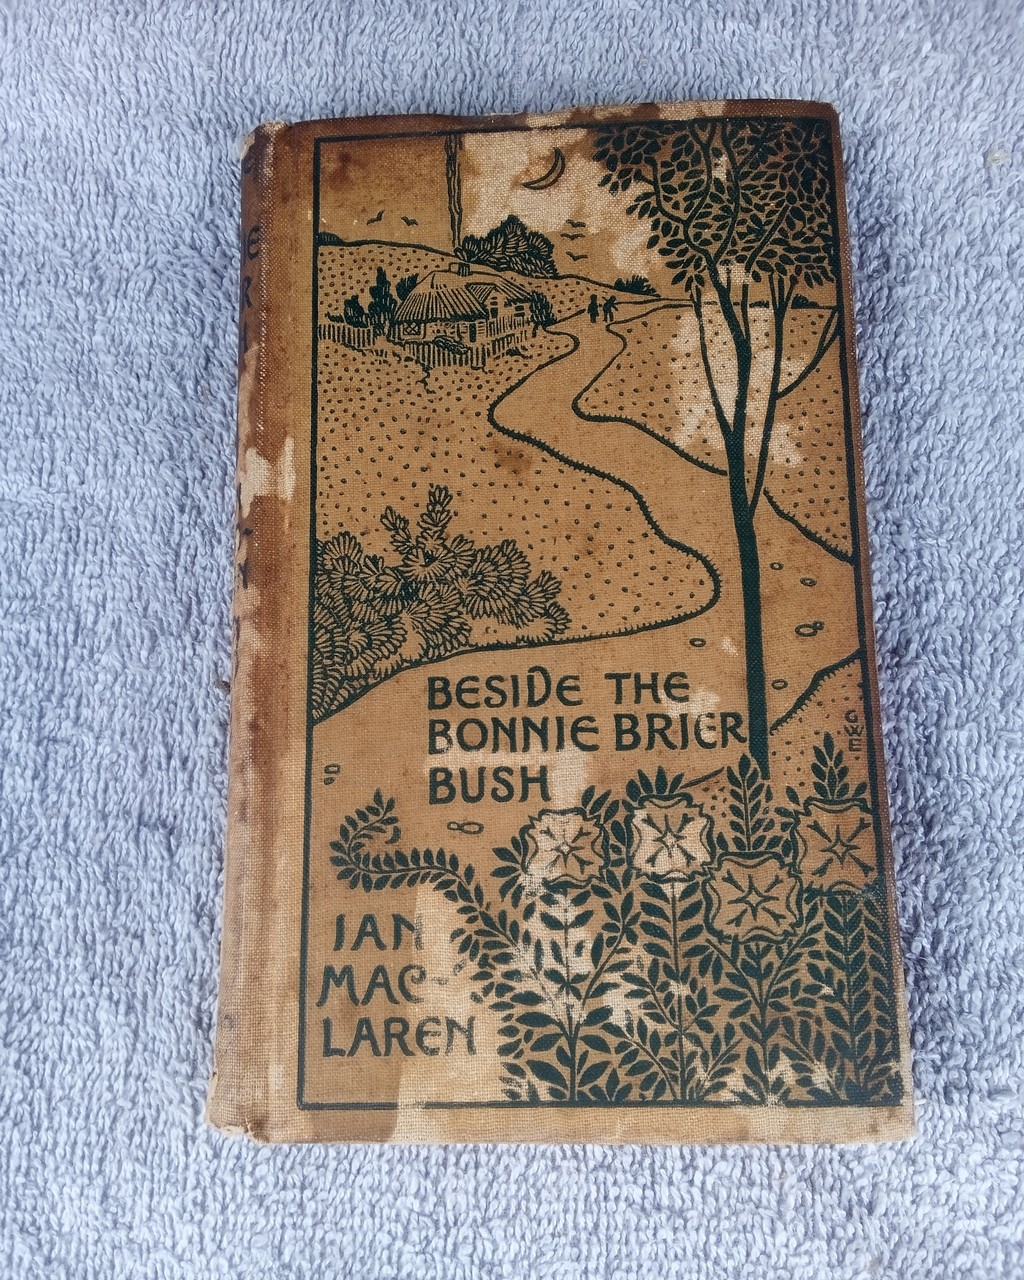 BESIDE THE
BONNIE BRIER
BUSH
IAN
MAC-
LAREN